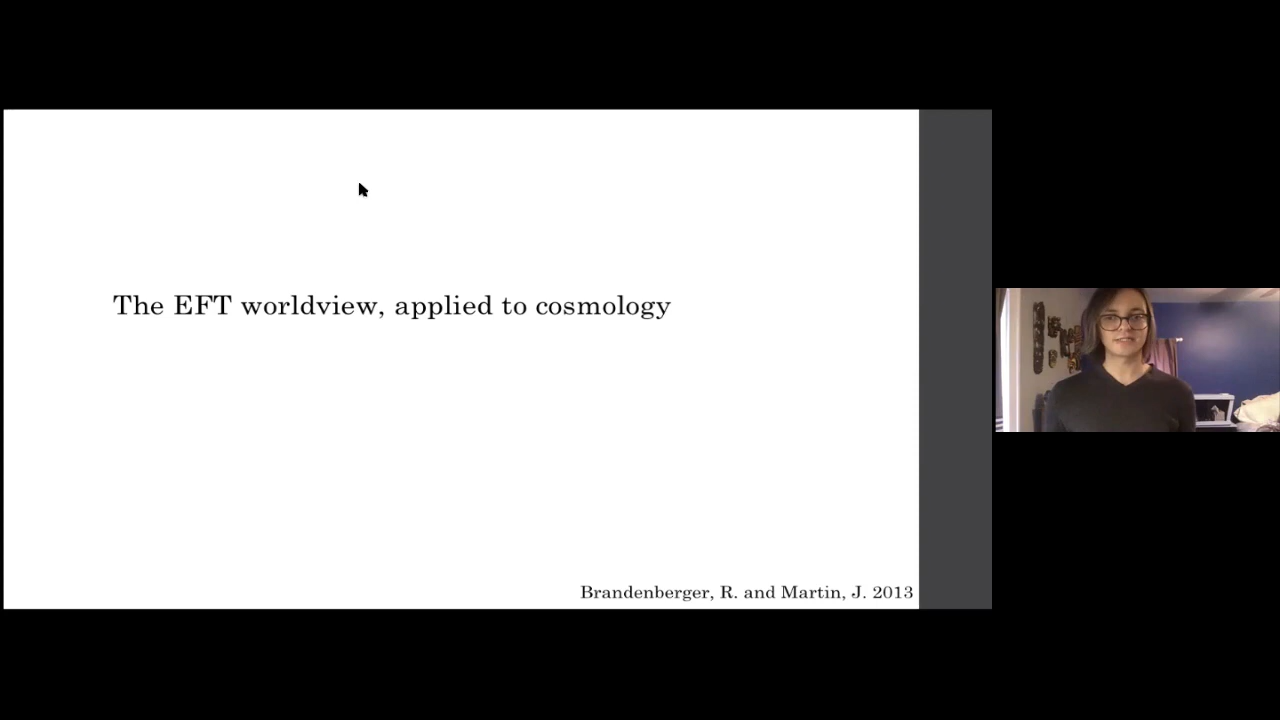 The EFT worldview, applied to cosmology
Brandenberger, R. and Martin, J. 2013